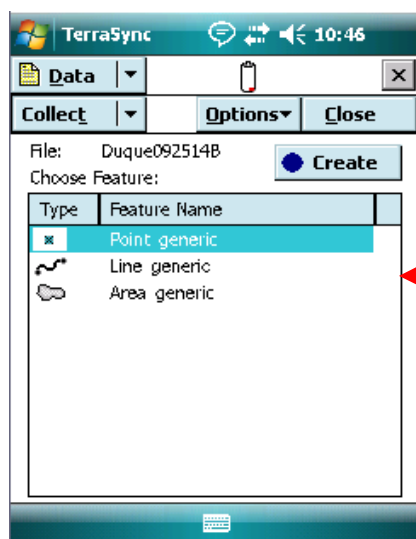 TerraSync 10:46
Data
Collect Options Close
File: Duque092514B Create
Choose Feature:
Type Feature Name
Point generic
Line generic
Area generic